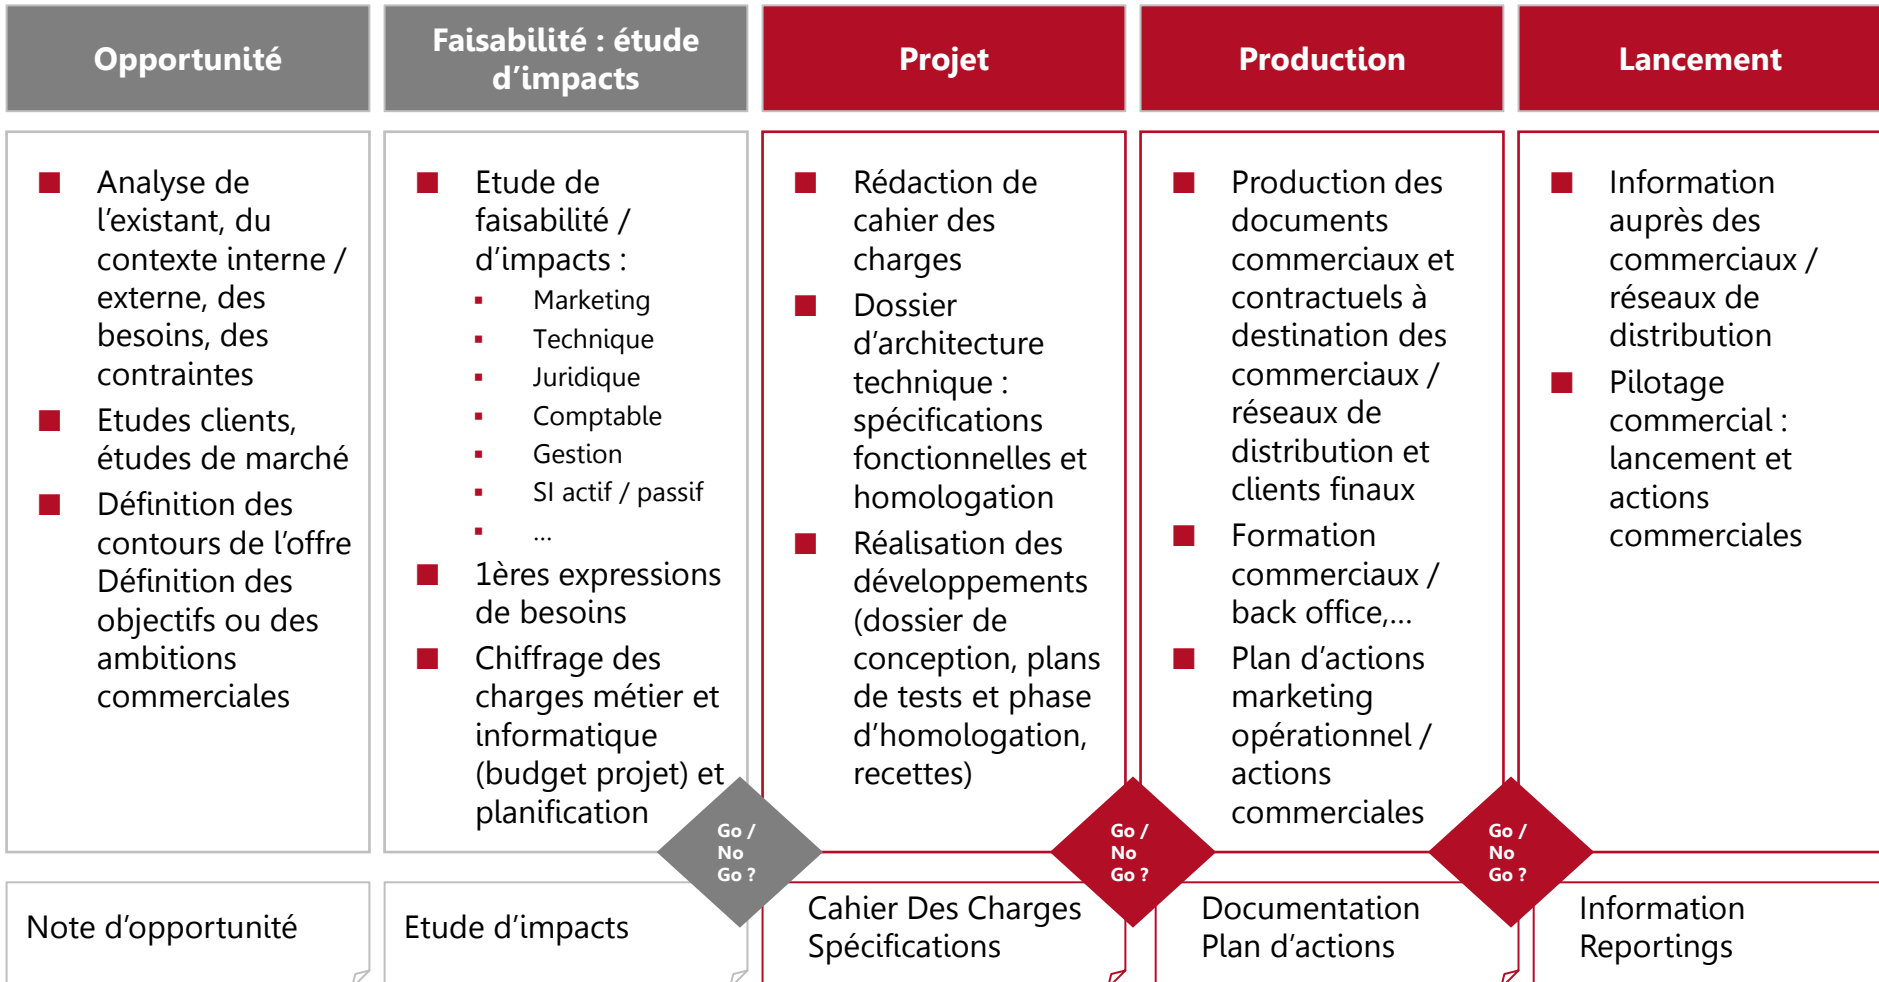 Opportunité
Faisabilité : étude
d’impacts
Projet
Production
Lancement
Analyse de
l’existant, du
contexte interne /
externe, des
besoins, des
contraintes
Etudes clients,
études de marché
Définition des
contours de l’offre
Définition des
objectifs ou des
ambitions
commerciales
Etude de
faisabilité /
d’impacts :
Marketing
Technique
Juridique
Comptable
Gestion
SI actif / passif
...
1ères expressions
de besoins
Chiffrage des
charges métier et
informatique
(budget projet) et
planification
Rédaction de
cahier des
charges
Dossier
d’architecture
technique :
spécifications
fonctionnelles et
homologation
Réalisation des
développements
(dossier de
conception, plans
de tests et phase
d’homologation,
recettes)
Production des
documents
commerciaux et
contractuels à
destination des
commerciaux /
réseaux de
distribution et
clients finaux
Formation
commerciaux /
back office,...
Plan d’actions
marketing
opérationnel /
actions
commerciales
Information
auprès des
commerciaux /
réseaux de
distribution
Pilotage
commercial :
lancement et
actions
commerciales
Go /
No
Go ?
Go /
No
Go ?
Go /
No
Go ?
Note d’opportunité
Etude d’impacts
Cahier Des Charges
Spécifications
Documentation
Plan d’actions
Information
Reportings